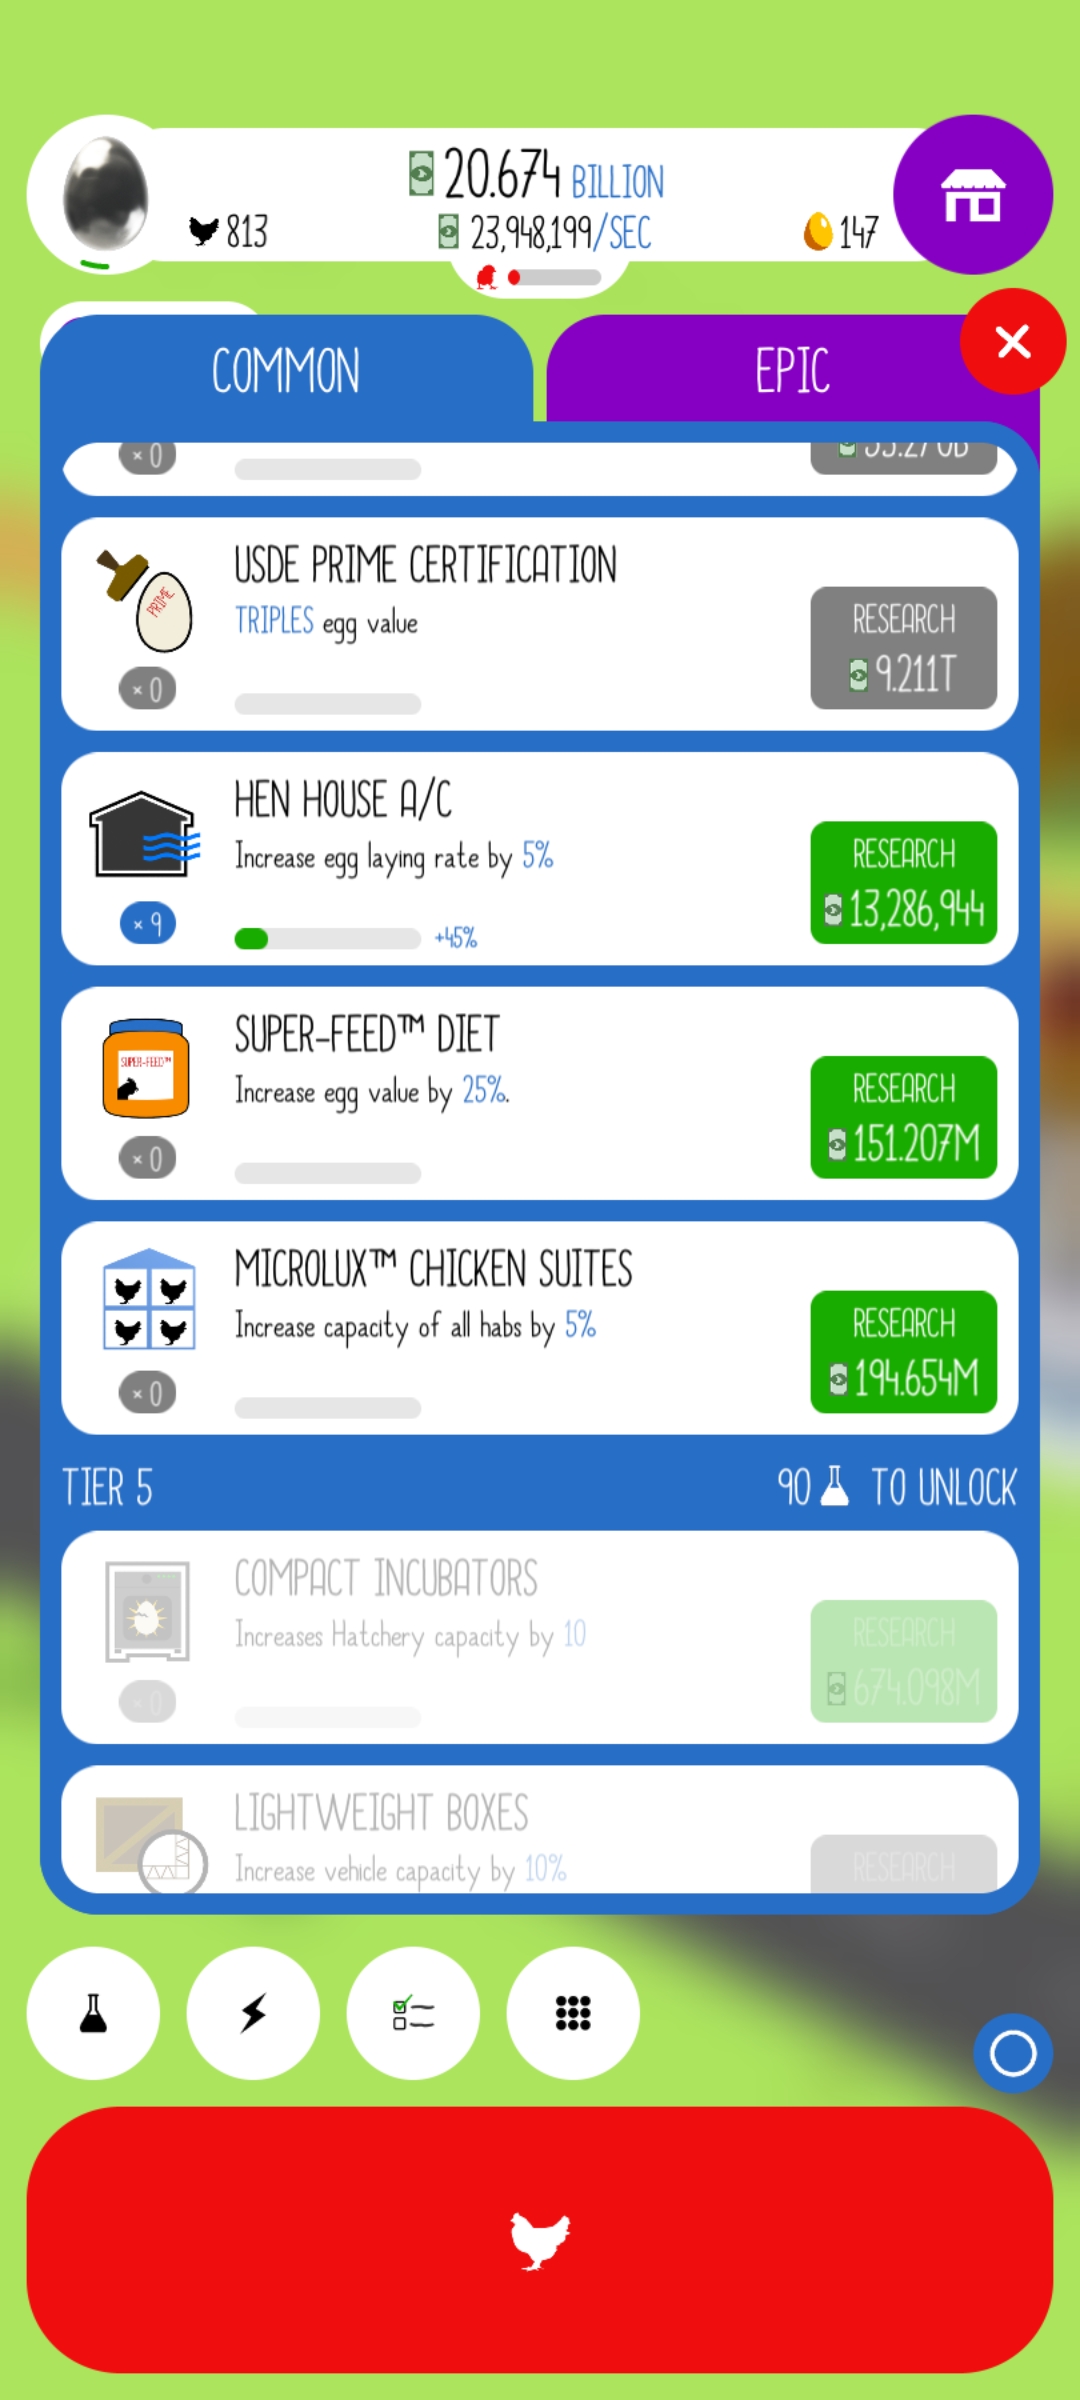 20.674 BILLION
813
23,948,199/SEC
147
COMMON
EPIC
× 0
USDE PRIME CERTIFICATION
TRIPLES egg value
PRIME
× 0
RESEARCH
9.211T
HEN HOUSE A/C
Increase egg laying rate by 5%
× 9
+45%
RESEARCH
13,286,944
SUPER-FEED™ DIET
Increase egg value by 25%.
SUPER-FEED™
× 0
RESEARCH
151.207M
MICROLUX™ CHICKEN SUITES
Increase capacity of all habs by 5%
× 0
RESEARCH
194.654M
TIER 5
90 TO UNLOCK
COMPACT INCUBATORS
Increases Hatchery capacity by 10
× 0
RESEARCH
674.098M
LIGHTWEIGHT BOXES
Increase vehicle capacity by 10%
RESEARCH